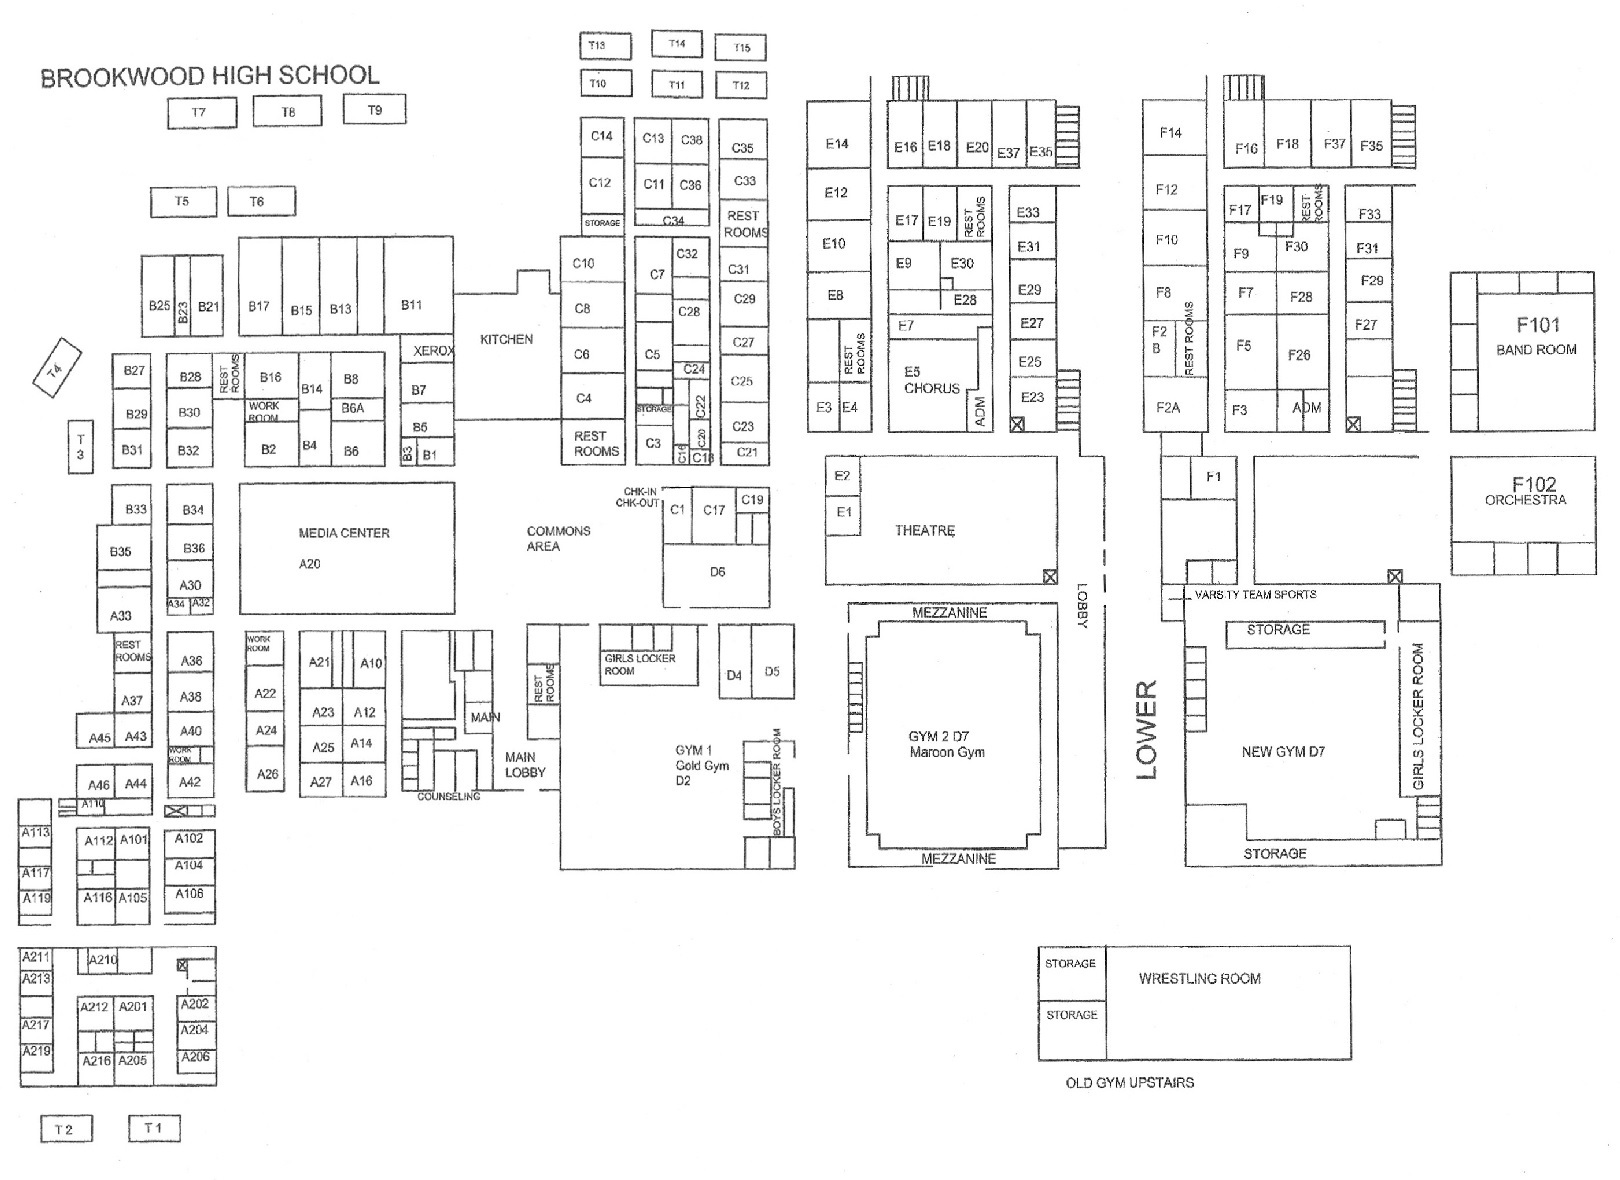 BROOKWOOD HIGH SCHOOL
T13
T14
T15
T10
T11
T12
T7
T8
T9
T5
T6
T4
T
3
C14
C13
C38
C35
C12
C11
C36
C33
STORAGE
C34
REST
ROOMS
C10
C7
C32
C31
C8
C28
C29
C6
C5
C27
C24
C25
C4
STORAGE
C22
C3
C20
C23
C16
C18
C21
REST
ROOMS
B25
B23
B21
B17
B15
B13
B11
KITCHEN
XEROX
B27
B28
REST
ROOMS
B16
B14
B8
B7
B29
B30
WORK
ROOM
B6A
B5
B31
B32
B2
B4
B6
B3
B1
B33
B34
B35
B36
A30
A34
A32
A33
MEDIA CENTER
A20
COMMONS
AREA
CHK-IN
CHK-OUT
C1
C17
C19
D6
REST
ROOMS
A36
WORK
ROOM
A21
A10
A37
A38
A22
A23
A12
A45
A43
A40
A24
A25
A14
WORK
ROOM
A46
A44
A42
A26
A27
A16
A110
MAIN
MAIN
LOBBY
COUNSELING
REST
ROOMS
GIRLS LOCKER
ROOM
D4
D5
GYM 1
Gold Gym
D2
BOYS LOCKER ROOM
A113
A112
A101
A102
A117
A104
A119
A116
A105
A106
A211
A210
A213
A212
A201
A202
A217
A204
A219
A216
A205
A206
T2
T1
E14
E16
E18
E20
E37
E35
E12
E17
E19
REST
ROOMS
E33
E10
E31
E9
E30
E8
E28
E29
E7
E27
REST
ROOMS
E5
CHORUS
E25
E3
E4
ADM
E23
E2
E1
THEATRE
LOBBY
MEZZANINE
GYM 2 D7
Maroon Gym
MEZZANINE
LOWER
F14
F16
F18
F37
F35
F12
F17
F19
REST
ROOMS
F33
F10
F9
F30
F31
F8
F7
F28
F29
F2
B
REST ROOMS
F5
F26
F27
F2A
F3
ADM
F101
BAND ROOM
F1
F102
ORCHESTRA
VARSITY TEAM SPORTS
STORAGE
GIRLS LOCKER ROOM
NEW GYM D7
STORAGE
STORAGE
WRESTLING ROOM
STORAGE
OLD GYM UPSTAIRS